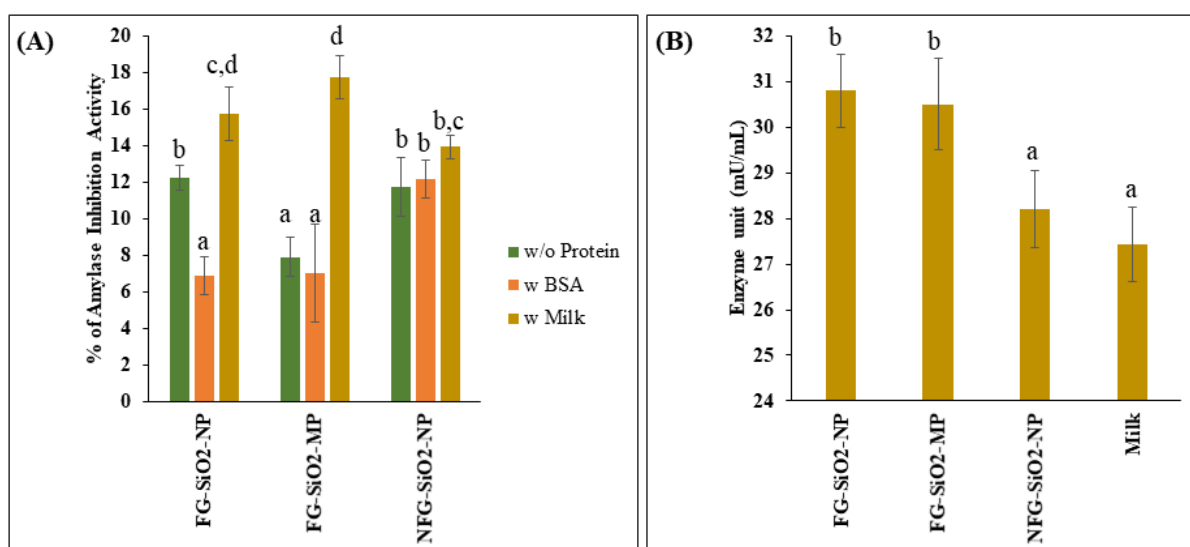 (A)
% of Amylase Inhibition Activity
20
18
16
14
12
10
8
6
4
2
0
b
a
c,d
a
a
d
b
b
b,c
FG-SiO2-NP
FG-SiO2-MP
NFG-SiO2-NP
w/o Protein
w BSA
w Milk
(B)
Enzyme unit (mU/mL)
32
31
30
29
28
27
26
25
24
b
b
a
a
FG-SiO2-NP
FG-SiO2-MP
NFG-SiO2-NP
Milk